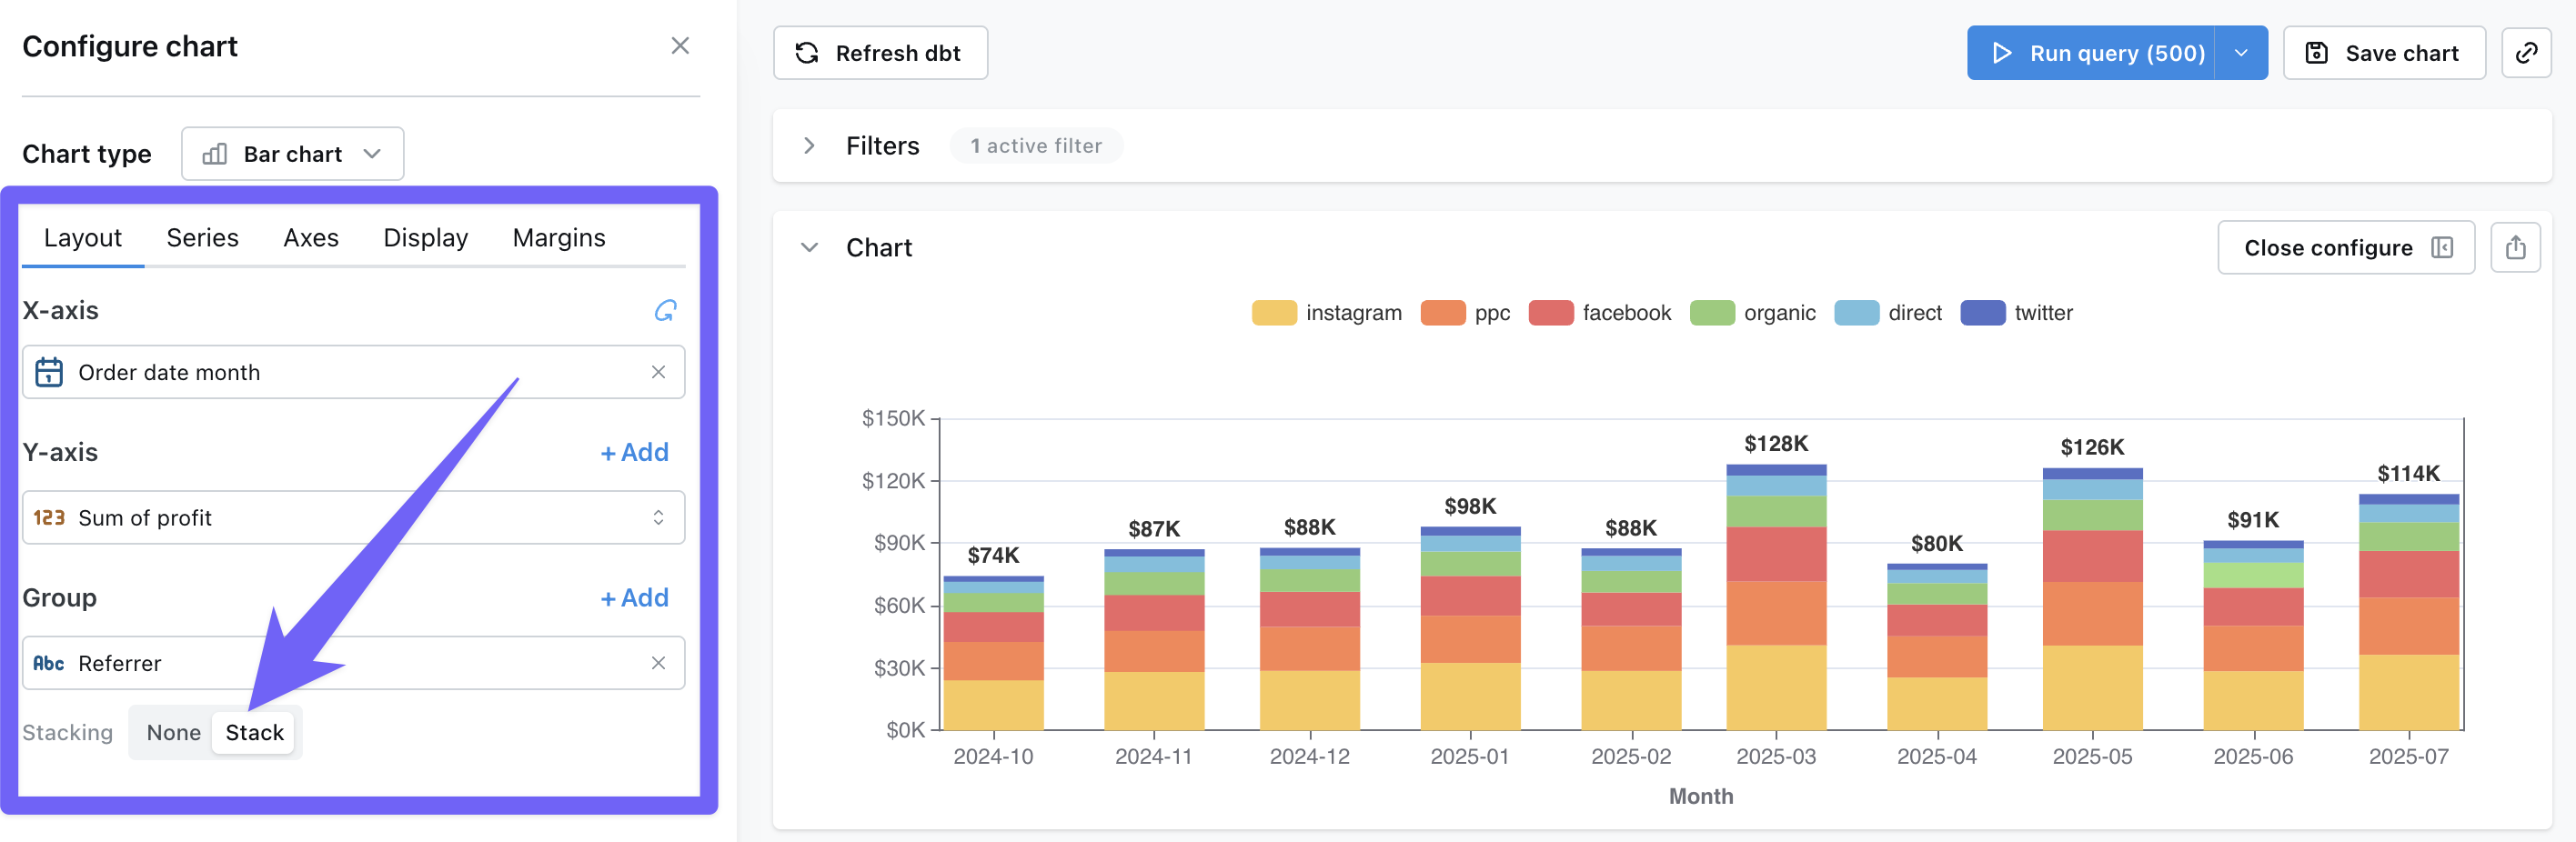 Configure chart
Chart type
Bar chart
Layout Series Axes Display Margins
X-axis
1
Order date month
Y-axis
+ Add
123 Sum of profit
Group
+ Add
Abc Referrer
Stacking None Stack
Refresh dbt
Run query (500)
Save chart
Filters
1 active filter
Chart
Close configure
instagram ppc facebook organic direct twitter
$150K
$120K
$90K
$60K
$30K
$0K
$74K
$87K
$88K
$98K
$88K
$128K
$80K
$126K
$91K
$114K
2024-10 2024-11 2024-12 2025-01 2025-02 2025-03 2025-04 2025-05 2025-06 2025-07
Month